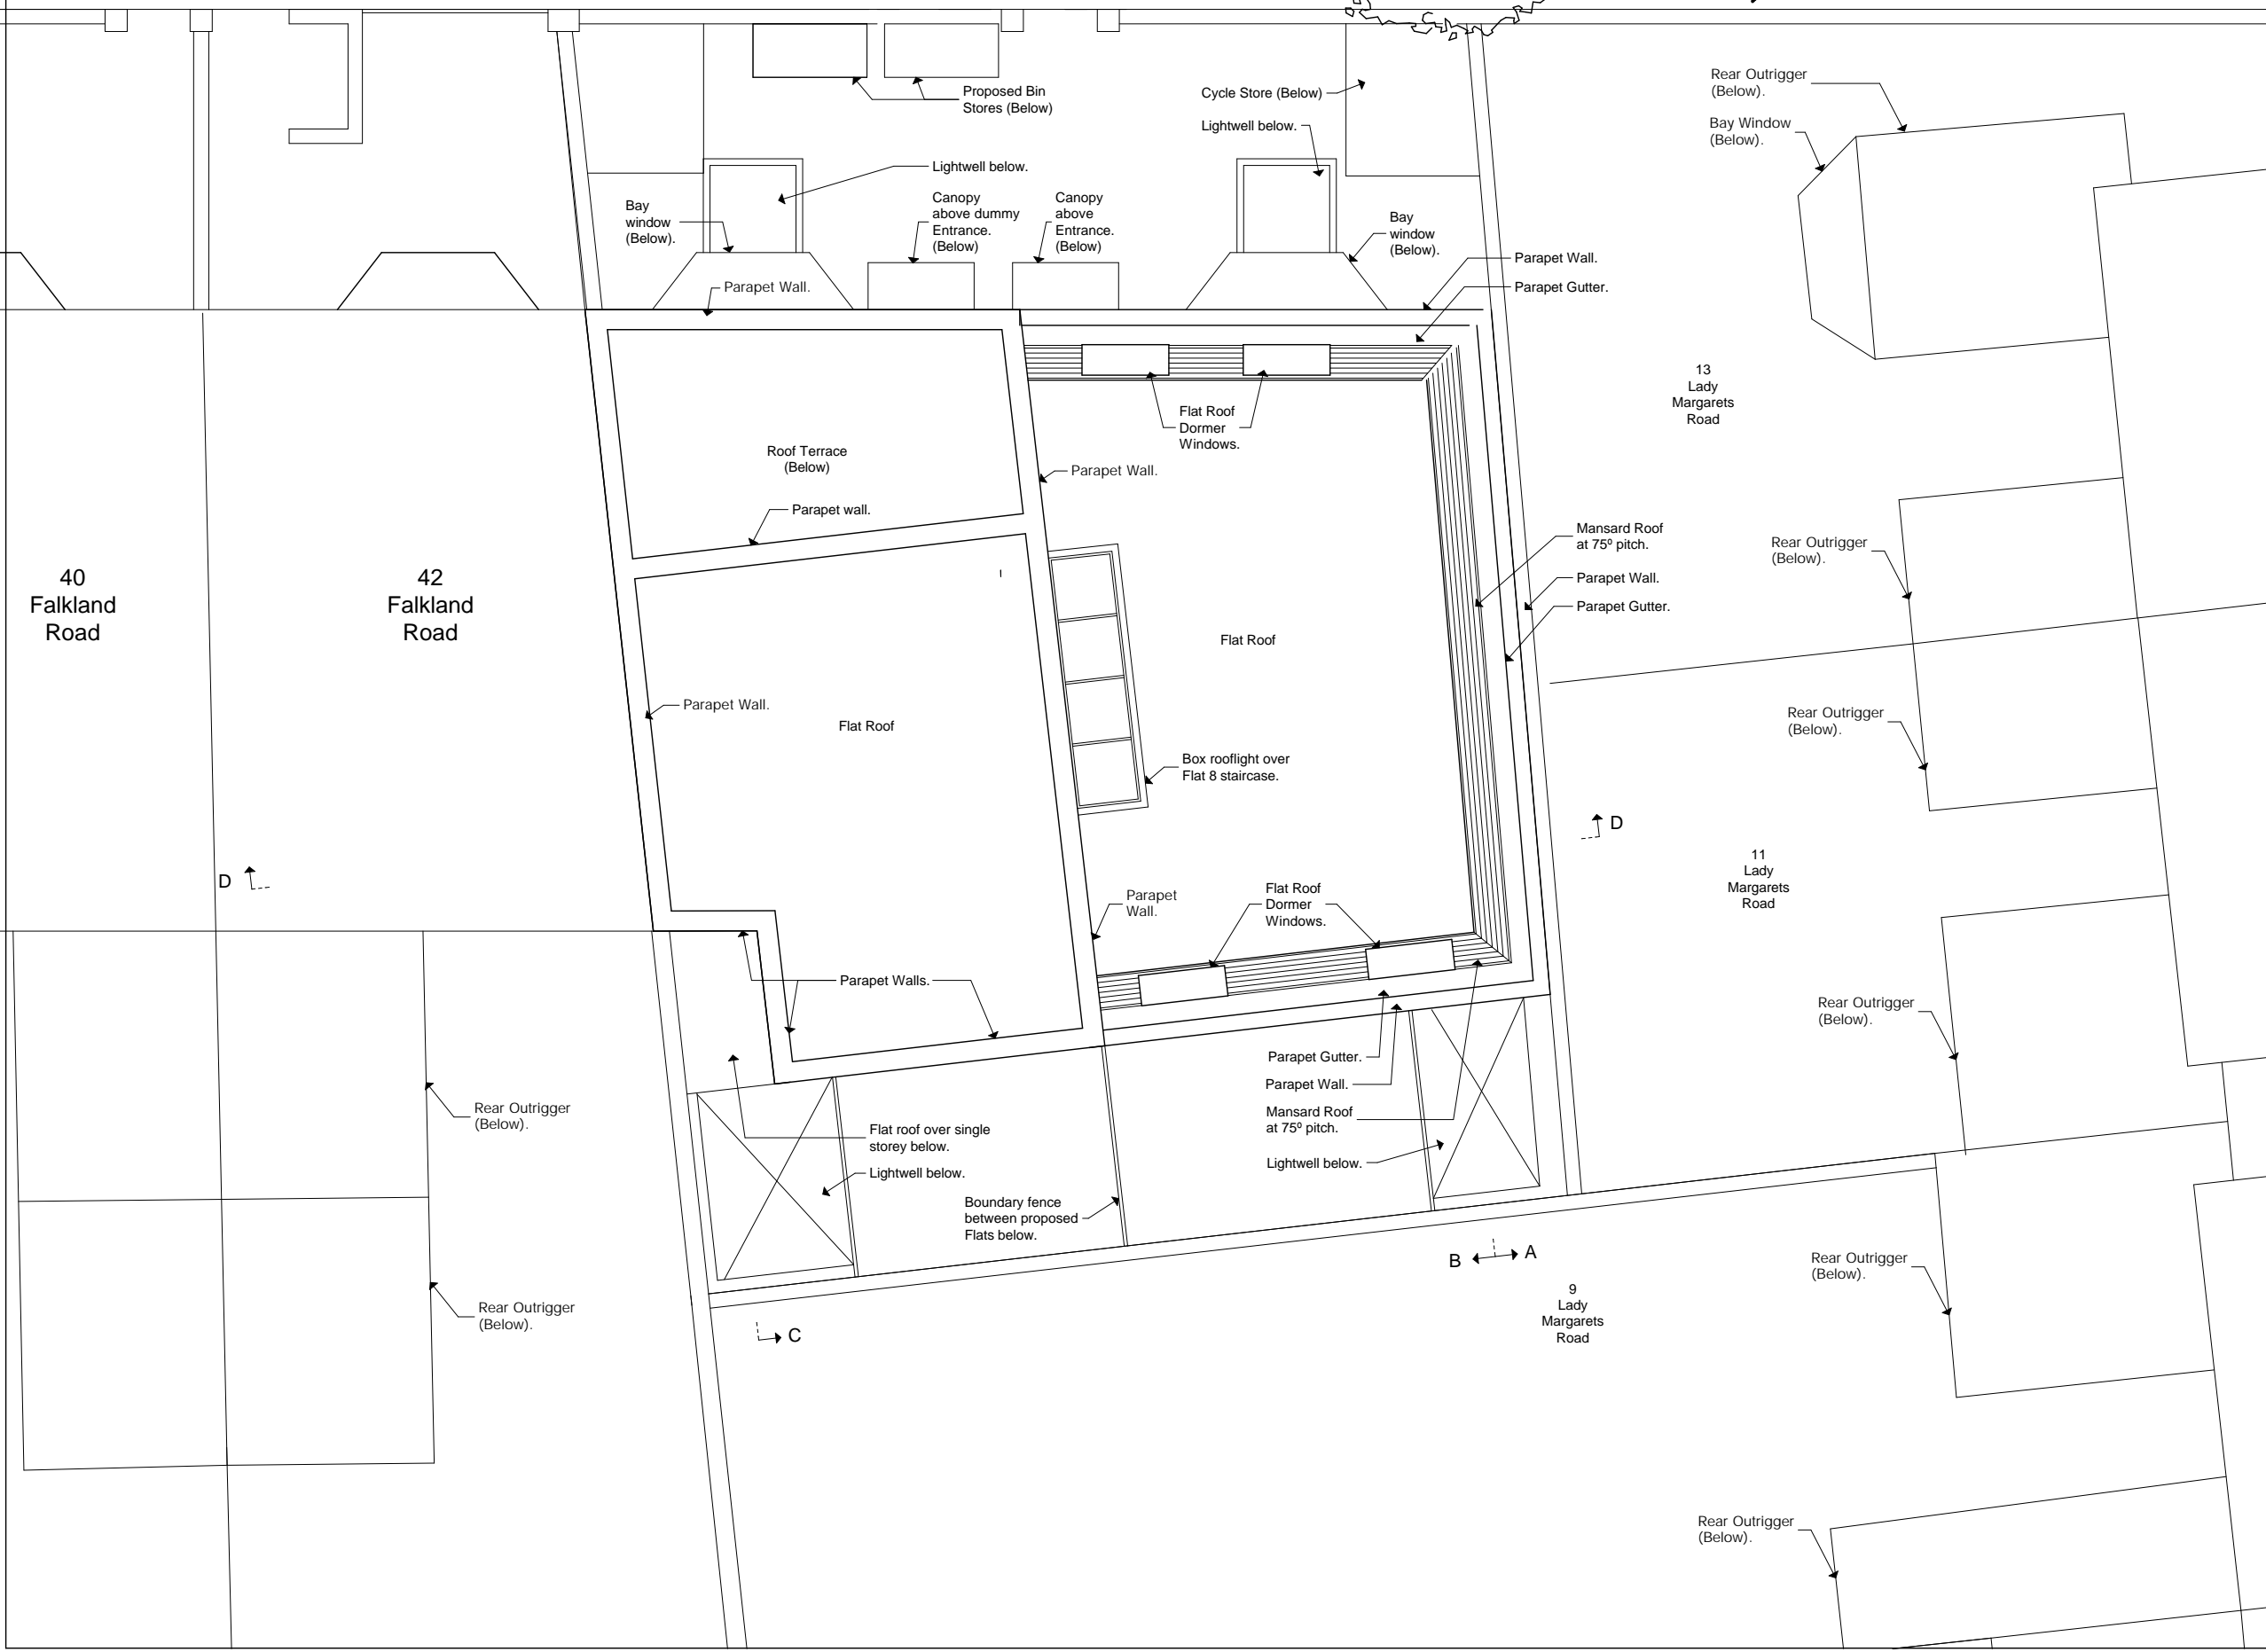 Proposed Bin
Stores (Below)
Cycle Store (Below)
Lightwell below.
Rear Outrigger
(Below).
Bay Window
(Below).
Lightwell below.
Bay
window
(Below).
Canopy
above dummy
Entrance.
(Below)
Canopy
above
Entrance.
(Below)
Bay
window
(Below).
Parapet Wall.
Parapet Wall.
Parapet Gutter.
13
Lady
Margarets
Road
Flat Roof
Dormer
Windows.
Roof Terrace
(Below)
Parapet Wall.
Parapet wall.
Mansard Roof
at 75º pitch.
Parapet Wall.
Parapet Gutter.
Rear Outrigger
(Below).
40
Falkland
Road
42
Falkland
Road
Flat Roof
Parapet Wall.
Flat Roof
Rear Outrigger
(Below).
Box rooflight over
Flat 8 staircase.
D
D
11
Lady
Margarets
Road
Parapet
Wall.
Flat Roof
Dormer
Windows.
Parapet Walls.
Rear Outrigger
(Below).
Parapet Gutter.
Parapet Wall.
Mansard Roof
at 75º pitch.
Lightwell below.
Rear Outrigger
(Below).
Flat roof over single
storey below.
Lightwell below.
Boundary fence
between proposed
Flats below.
B
A
Rear Outrigger
(Below).
9
Lady
Margarets
Road
Rear Outrigger
(Below).
C
Rear Outrigger
(Below).